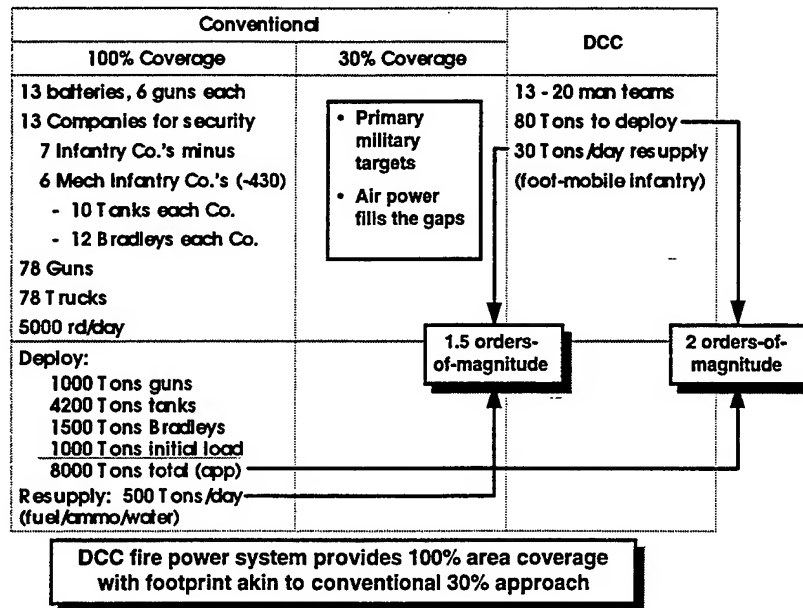 Conventional
DCC
100% Coverage
30% Coverage
13 batteries, 6 guns each
13 Companies for security
7 Infantry Co.'s minus
6 Mech Infantry Co.'s (-430)
- 10 Tanks each Co.
- 12 Bradleys each Co.
78 Guns
78 Trucks
5000 rd/day
• Primary
military
targets
• Air power
fills the gaps
13 - 20 man teams
80 Tons to deploy
30 Tons/day resupply
(foot-mobile infantry)
1.5 orders-
of-magnitude
2 orders-of-
magnitude
Deploy:
1000 Tons guns
4200 Tons tanks
1500 Tons Bradleys
1000 Tons initial load
8000 Tons total (app)
Resupply: 500 Tons/day
(fuel/ammo/water)
DCC fire power system provides 100% area coverage
with footprint akin to conventional 30% approach